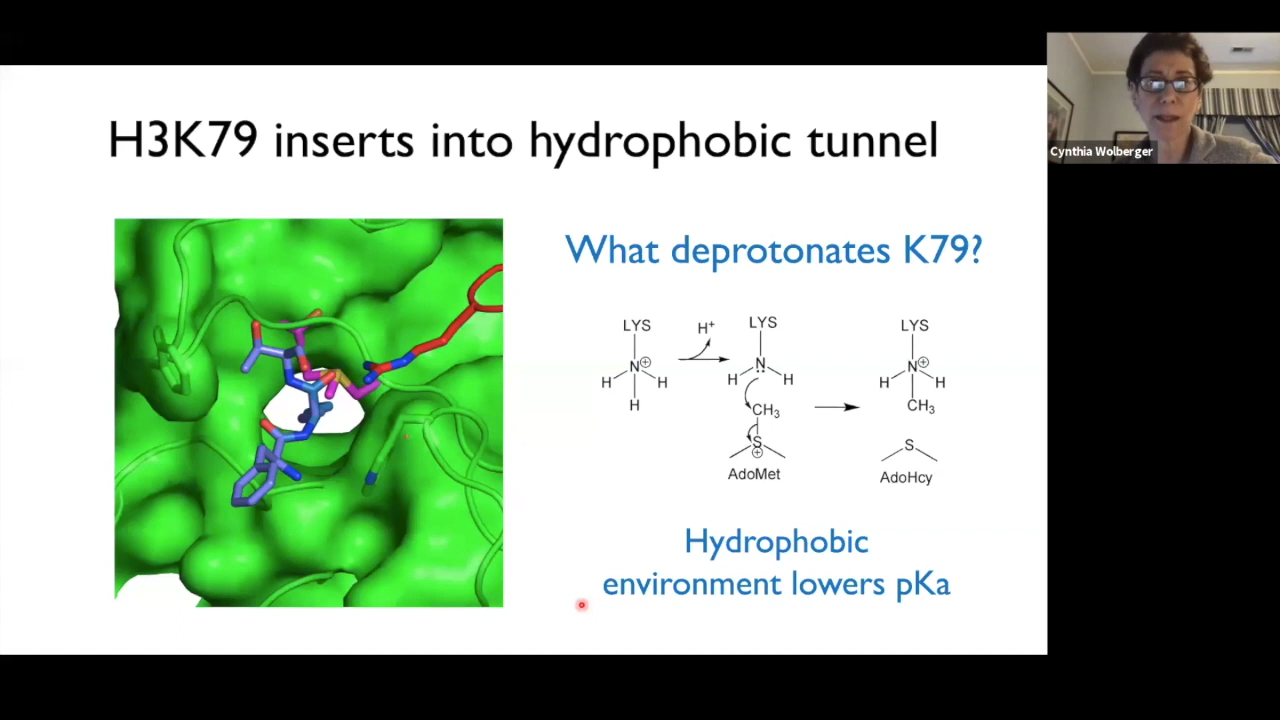 H3K79 inserts into hydrophobic tunnel
Cynthia Wolberger
What deprotonates K79?
LYS H⁺ LYS LYS
N⊕ N N⊕
H H H H H H
H CH₃ CH₃
S S
⊕
AdoMet AdoHcy
Hydrophobic
environment lowers pKa